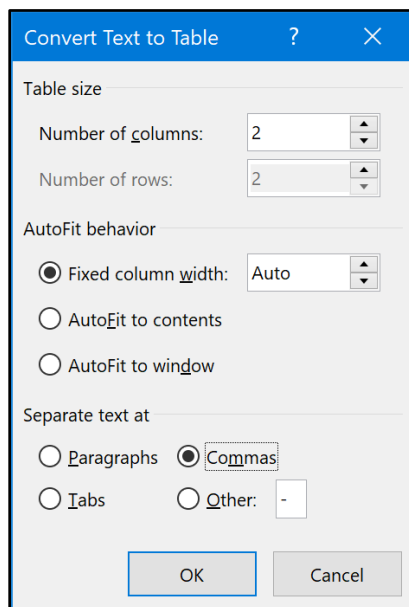 Convert Text to Table ?
Table size
Number of columns: 2
Number of rows: 2
AutoFit behavior
Fixed column width: Auto
AutoFit to contents
AutoFit to window
Separate text at
Paragraphs Commas
Tabs Other: -
OK Cancel